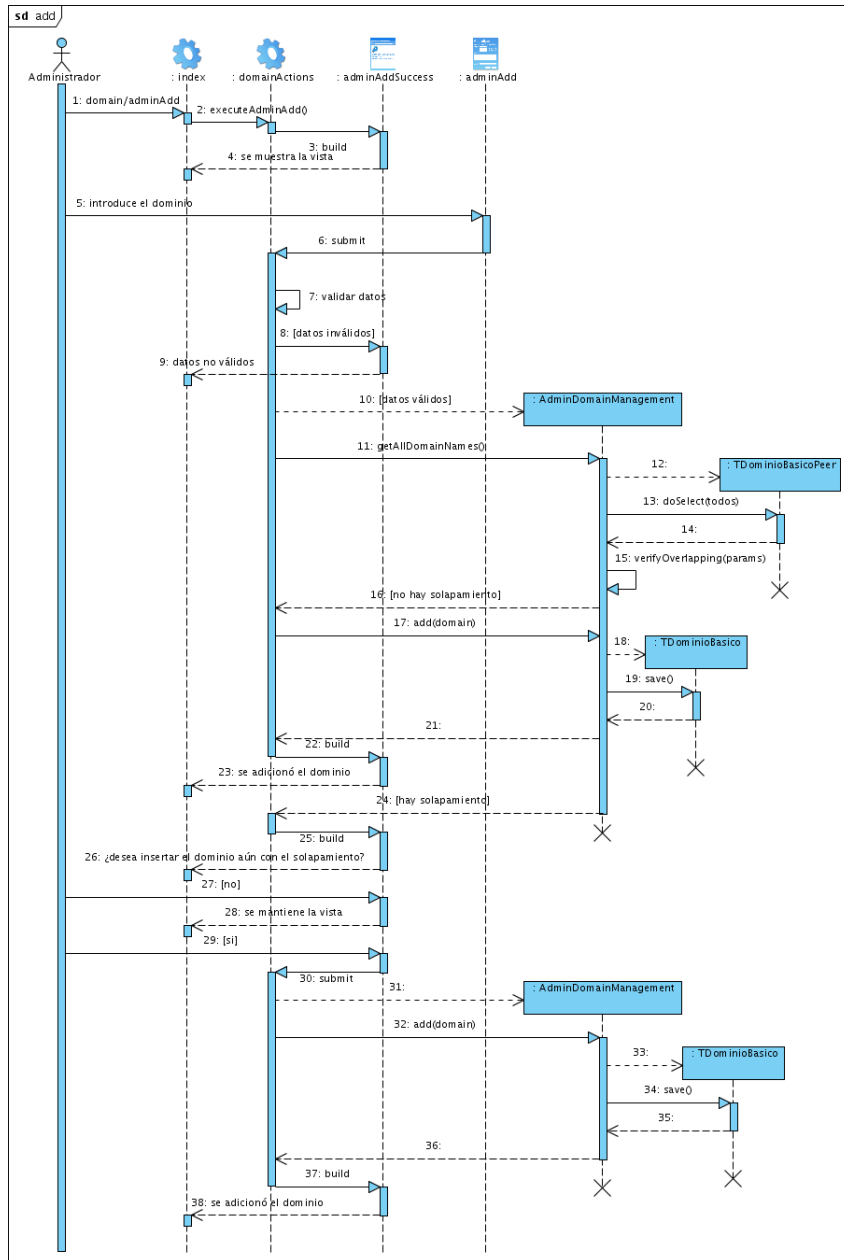 sd add
Administrador
: index
: domainActions
: adminAddSuccess
: adminAdd
1: domain/adminAdd
2: executeAdminAdd()
3: build
4: se muestra la vista
5: introduce el dominio
6: submit
7: validar datos
8: [datos inválidos]
9: datos no válidos
10: [datos válidos]
: AdminDomainManagement
11: getAllDomainNames()
12:
: TDominioBasicoPeer
13: doSelect(todos)
14:
15: verifyOverlapping(params)
16: [no hay solapamiento]
17: add(domain)
18:
: TDominioBasico
19: save()
20:
21:
22: build
23: se adicionó el dominio
24: [hay solapamiento]
25: build
26: ¿desea insertar el dominio aún con el solapamiento?
27: [no]
28: se mantiene la vista
29: [si]
30: submit
31:
: AdminDomainManagement
32: add(domain)
33:
: TDominioBasico
34: save()
35:
36:
37: build
38: se adicionó el dominio